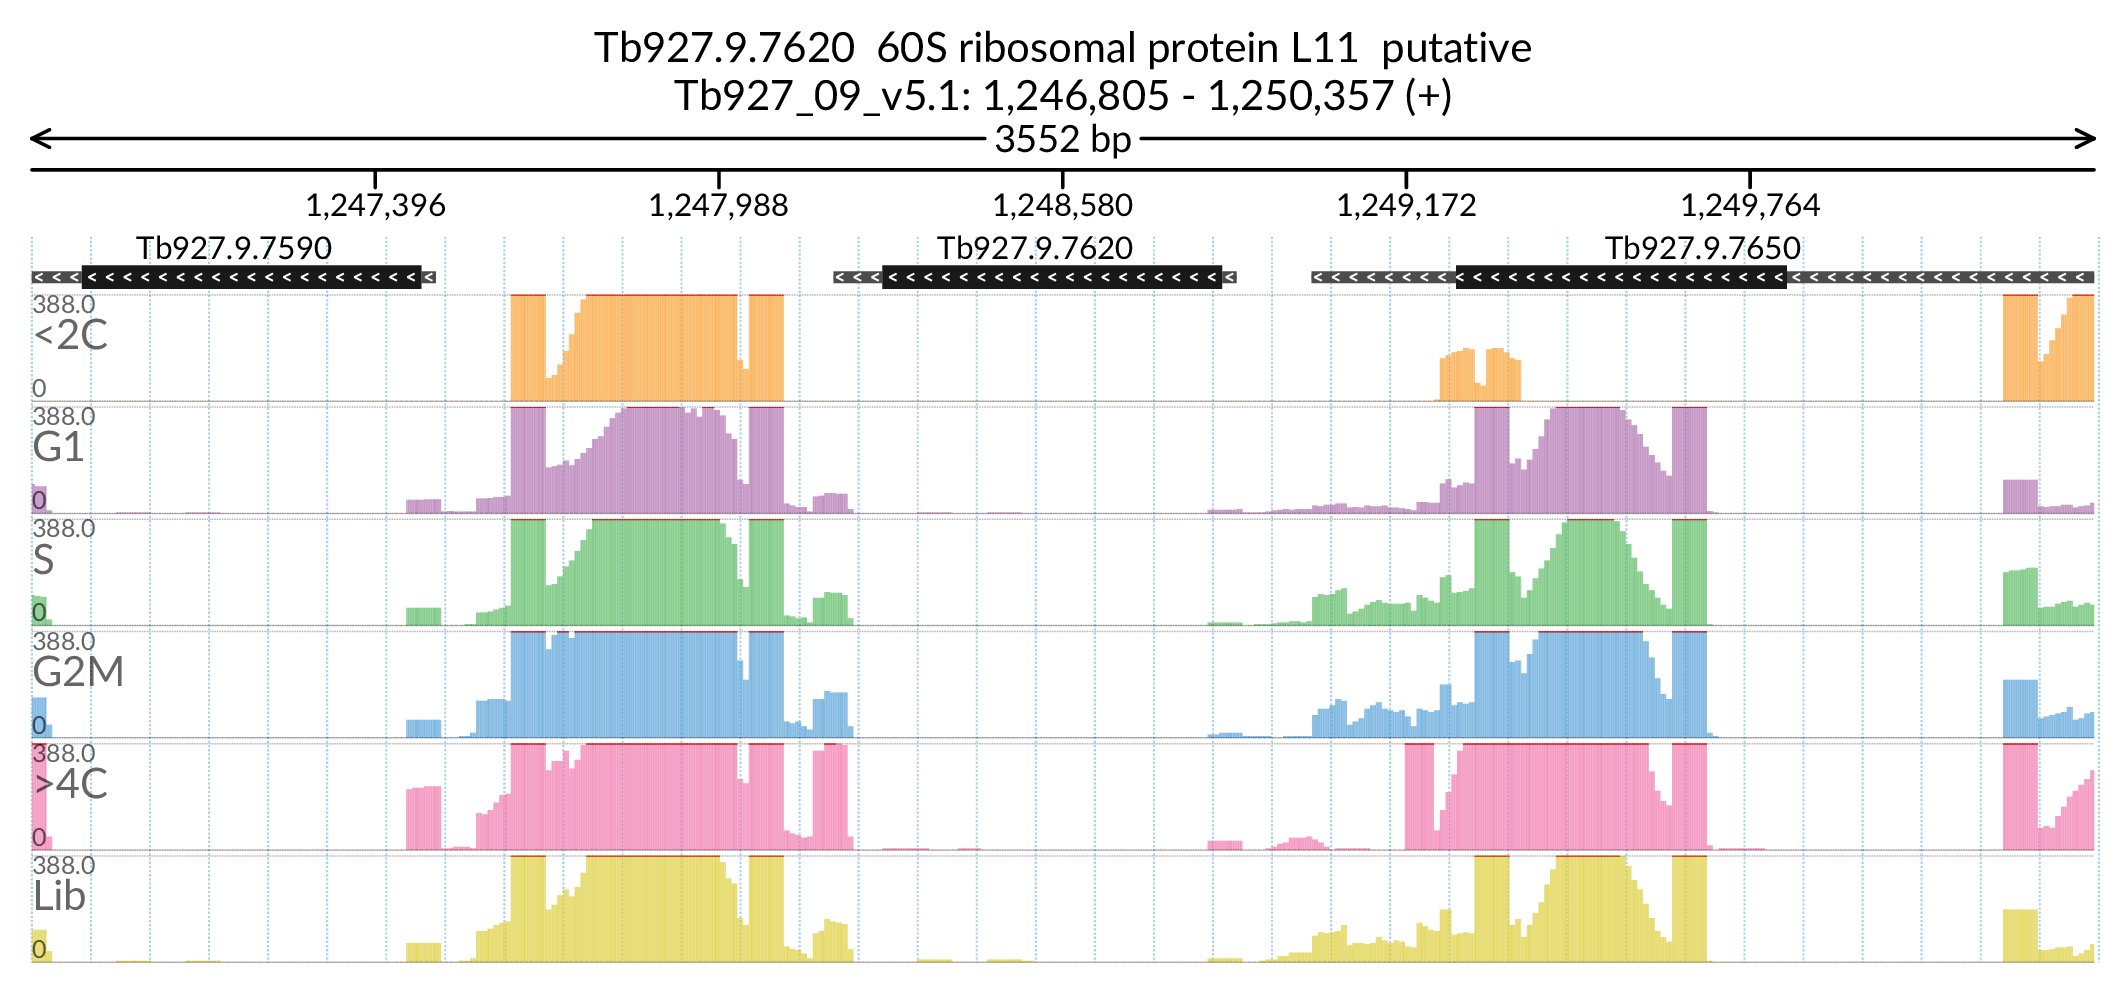 Tb927.9.7620  60S ribosomal protein L11  putative
Tb927_09_v5.1: 1,246,805 - 1,250,357 (+)
3552 bp
1,247,396 1,247,988 1,248,580 1,249,172 1,249,764
Tb927.9.7590 Tb927.9.7620 Tb927.9.7650
388.0
<2C
0
388.0
G1
0
388.0
S
0
388.0
G2M
0
388.0
>4C
0
388.0
Lib
0